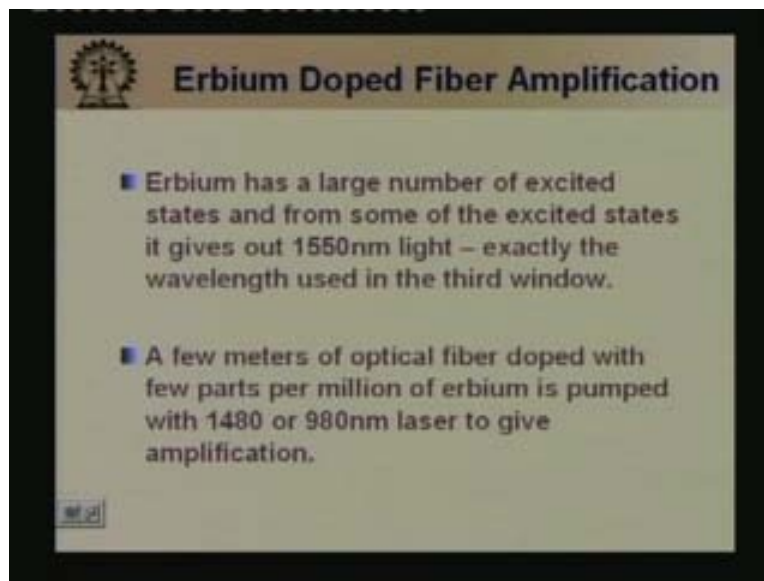 Erbium Doped Fiber Amplification
Erbium has a large number of excited
states and from some of the excited states
it gives out 1550nm light – exactly the
wavelength used in the third window.
A few meters of optical fiber doped with
few parts per million of erbium is pumped
with 1480 or 980nm laser to give
amplification.